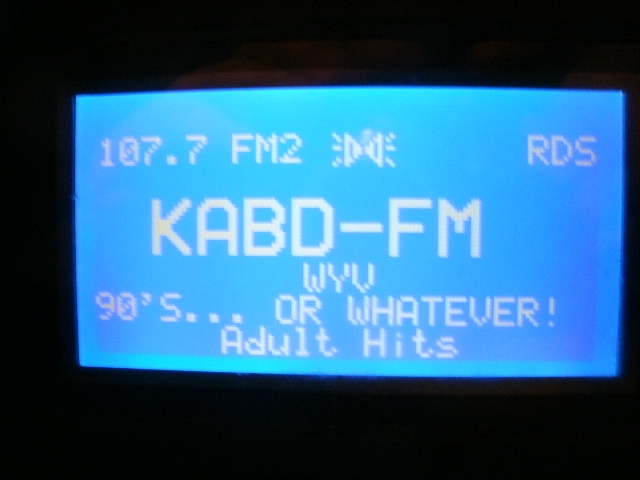 107.7 FM2 RDS
KABD-FM
WYV
90'S... OR WHATEVER!
Adult Hits